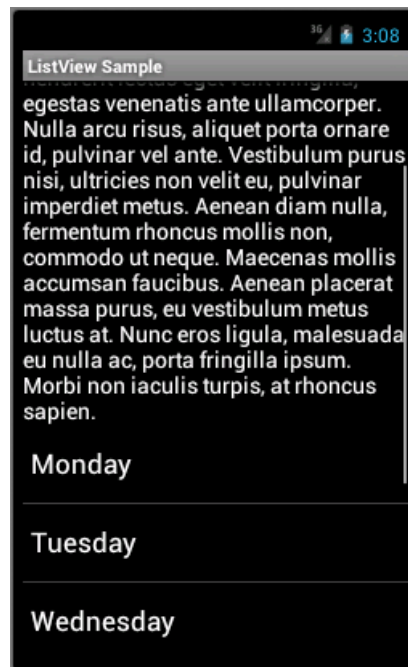 3G 3:08
ListView Sample
egestas venenatis ante ullamcorper.
Nulla arcu risus, aliquet porta ornare
id, pulvinar vel ante. Vestibulum purus
nisi, ultricies non velit eu, pulvinar
imperdiet metus. Aenean diam nulla,
fermentum rhoncus mollis non,
commodo ut neque. Maecenas mollis
accumsan faucibus. Aenean placerat
massa purus, eu vestibulum metus
luctus at. Nunc eros ligula, malesuada
eu nulla ac, porta fringilla ipsum.
Morbi non iaculis turpis, at rhoncus
sapien.
Monday
Tuesday
Wednesday